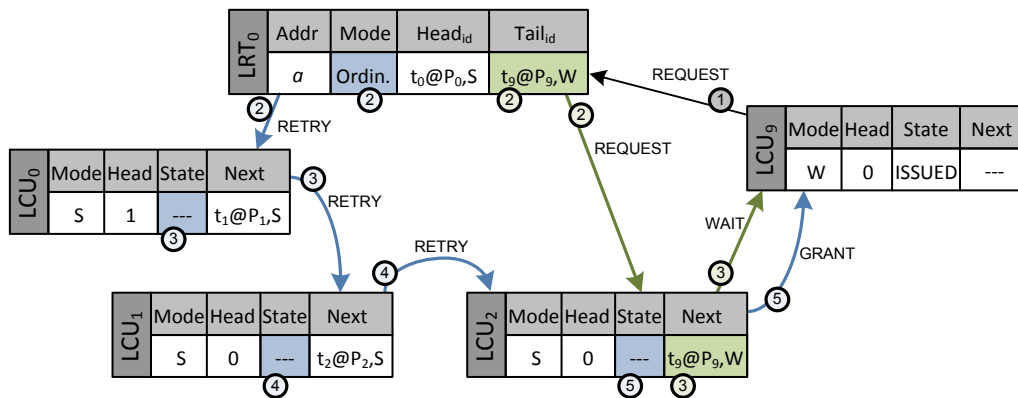 LRT0 Addr Mode Headid Tailid
a Ordin. t0@P0,S t9@P9,W
2 2 2 2
REQUEST
1
RETRY
REQUEST
LCU9 Mode Head State Next
W 0 ISSUED ---
LCU0 Mode Head State Next
S 1 --- t1@P1,S
3
3
RETRY
WAIT
GRANT
RETRY
4
3
5
LCU1 Mode Head State Next
S 0 --- t2@P2,S
4
LCU2 Mode Head State Next
S 0 --- t9@P9,W
5 3